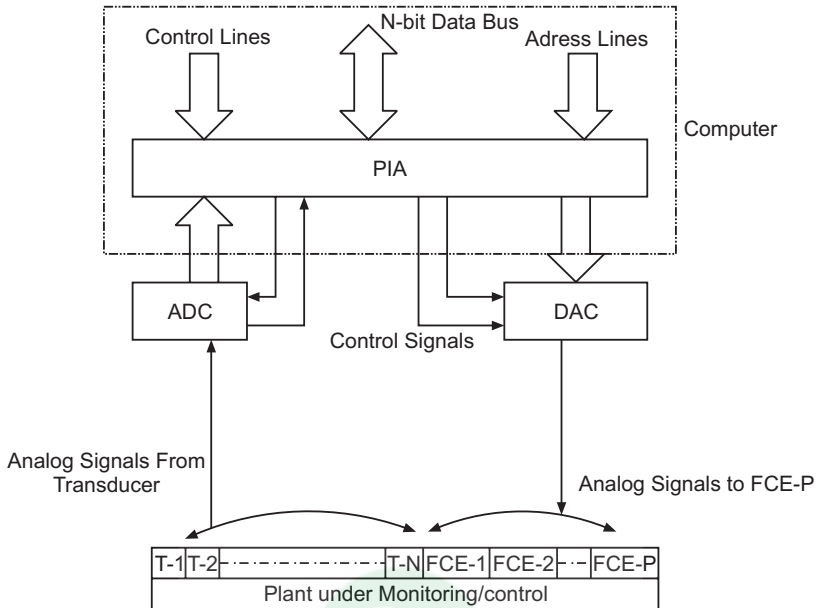 N-bit Data Bus
Control Lines
Adress Lines
Computer
PIA
ADC
DAC
Control Signals
Analog Signals From
Transducer
Analog Signals to FCE-P
T-1 T-2 T-N FCE-1 FCE-2 FCE-P
Plant under Monitoring/control